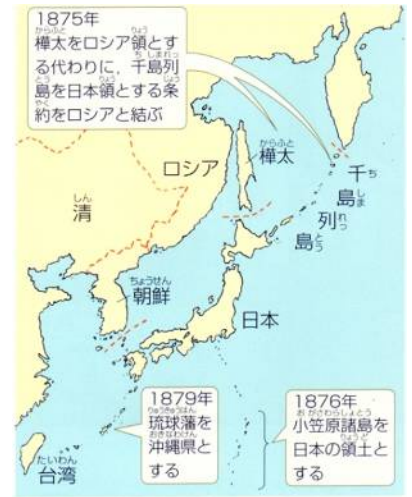 1875年
樺太をロシア領とす
る代わりに，千島列
島を日本領とする条
約をロシアと結ぶ
からふと
りょう
ち しまれっ
とう
じょう
やく
ロシア
からふと
樺太
千ち
島しま
列れっ
島とう
しん
清
ちょうせん
朝鮮
日本
1879年
りゅうきゅうはん
琉球藩を
おきなわけん
沖縄県と
する
1876年
お がさわらしょとう
小笠原諸島を
りょうど
日本の領土と
する
たいわん
台湾